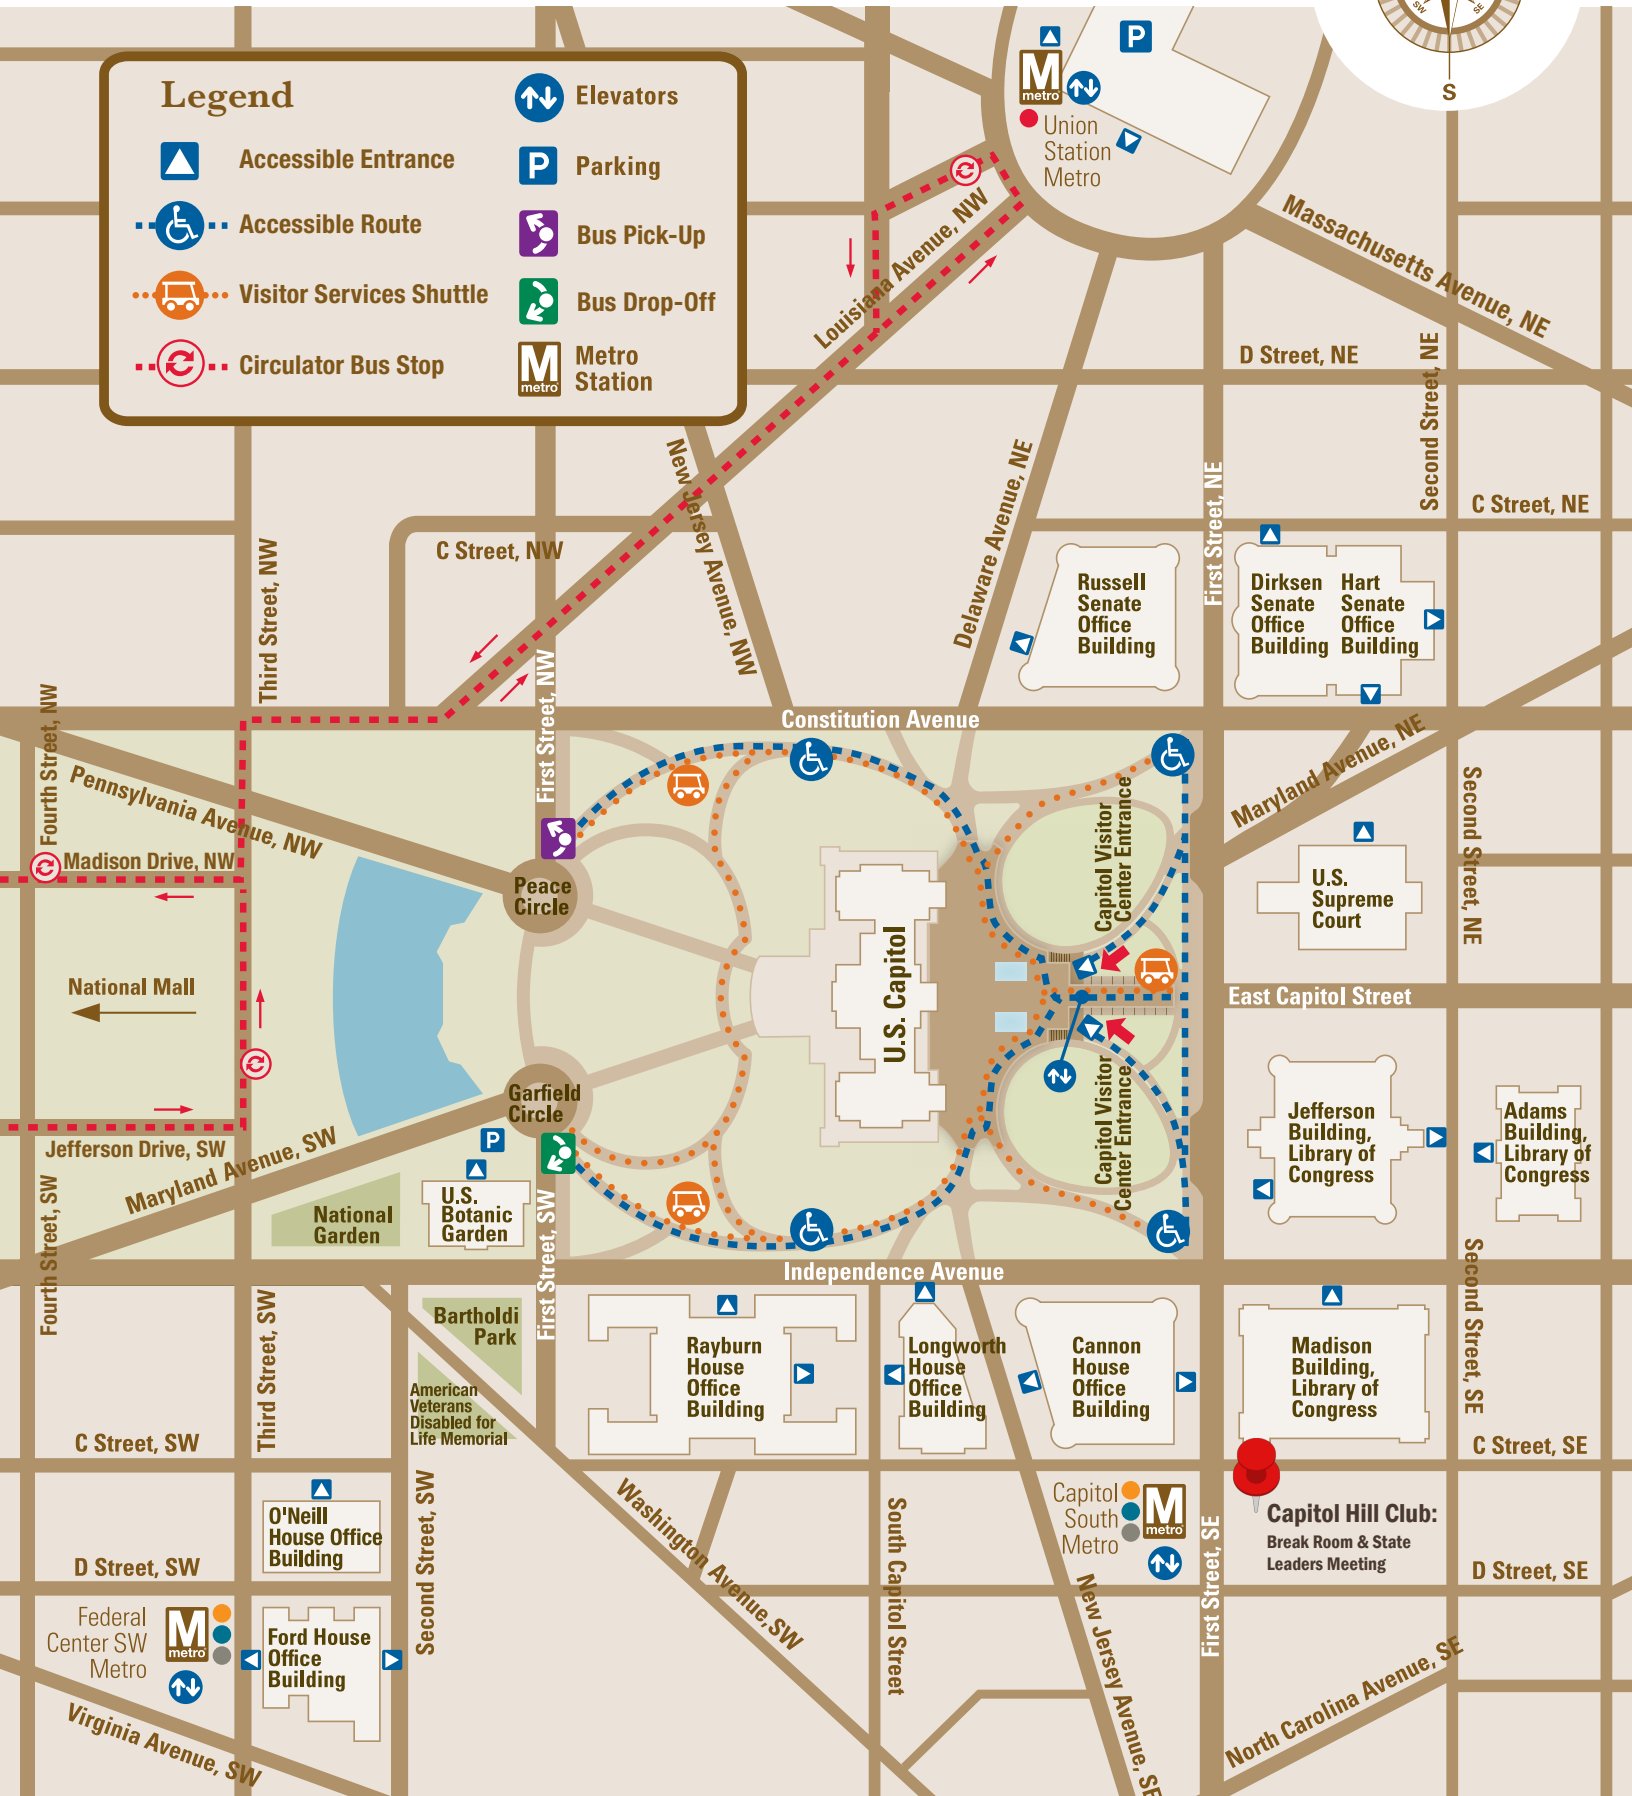 SW
SE
S
Legend
Accessible Entrance
Accessible Route
Visitor Services Shuttle
Circulator Bus Stop
Elevators
P
Parking
Bus Pick-Up
Bus Drop-Off
M
metro
Metro
Station
P
M
metro
Union
Station
Metro
Louisiana Avenue, NW
Massachusetts Avenue, NE
D Street, NE
Second Street, NE
C Street, NE
First Street, NE
Delaware Avenue, NE
New Jersey Avenue, NW
C Street, NW
Third Street, NW
First Street, NW
Fourth Street, NW
Russell
Senate
Office
Building
Dirksen
Senate
Office
Building
Hart
Senate
Office
Building
Constitution Avenue
Pennsylvania Avenue, NW
Madison Drive, NW
Maryland Avenue, NE
Second Street, NE
Peace
Circle
Capitol Visitor
Center Entrance
U.S.
Supreme
Court
U.S. Capitol
National Mall
East Capitol Street
Garfield
Circle
Capitol Visitor
Center Entrance
Jefferson
Building,
Library of
Congress
Adams
Building,
Library of
Congress
Jefferson Drive, SW
Maryland Avenue, SW
P
National
Garden
U.S.
Botanic
Garden
Fourth Street, SW
First Street, SW
Independence Avenue
Second Street, SE
Third Street, SW
Bartholdi
Park
American
Veterans
Disabled for
Life Memorial
Rayburn
House
Office
Building
Longworth
House
Office
Building
Cannon
House
Office
Building
Madison
Building,
Library of
Congress
C Street, SW
C Street, SE
O'Neill
House Office
Building
Second Street, SW
Washington Avenue, SW
South Capitol Street
Capitol
South
Metro
M
metro
First Street, SE
Capitol Hill Club:
Break Room & State
Leaders Meeting
D Street, SW
D Street, SE
Federal
Center SW
Metro
M
metro
Ford House
Office
Building
New Jersey Avenue, SE
Virginia Avenue, SW
North Carolina Avenue, SE